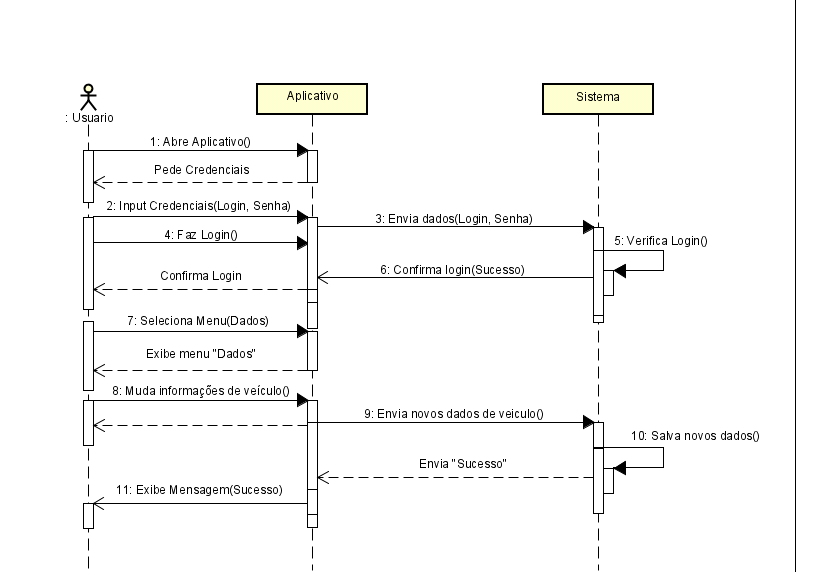 Aplicativo
Sistema
: Usuario
1: Abre Aplicativo()
Pede Credenciais
2: Input Credenciais(Login, Senha)
3: Envia dados(Login, Senha)
4: Faz Login()
5: Verifica Login()
6: Confirma login(Sucesso)
Confirma Login
7: Seleciona Menu(Dados)
Exibe menu "Dados"
8: Muda informações de veículo()
9: Envia novos dados de veiculo()
10: Salva novos dados()
Envia "Sucesso"
11: Exibe Mensagem(Sucesso)